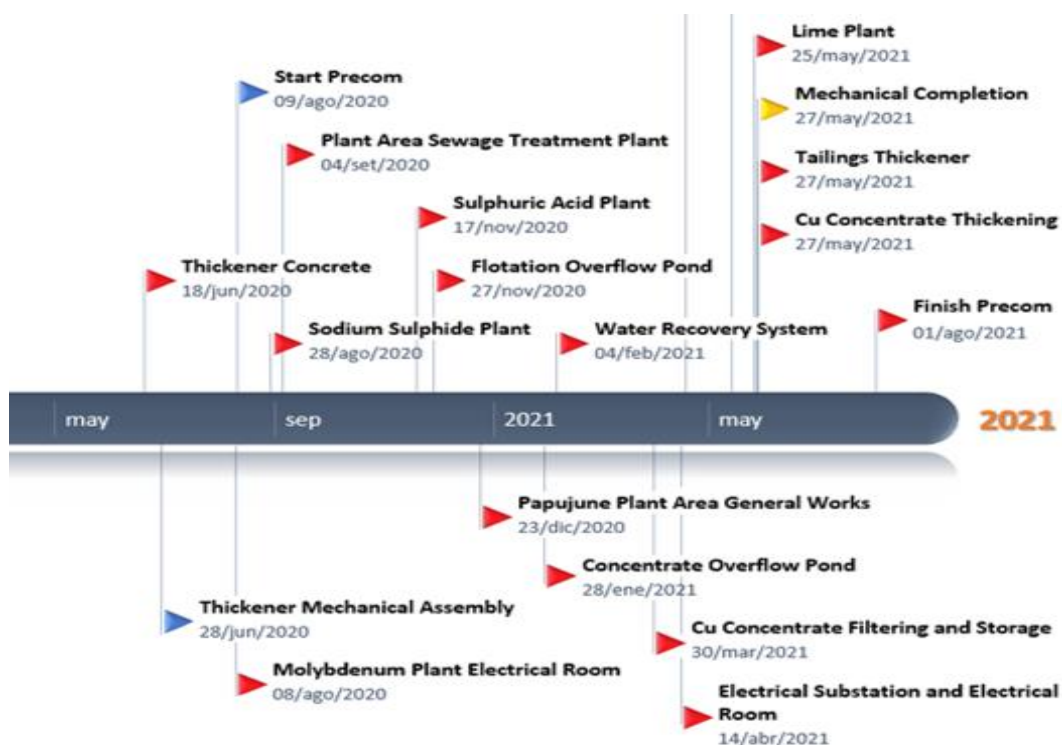 Lime Plant
25/may/2021
Start Precom
09/ago/2020
Mechanical Completion
27/may/2021
Plant Area Sewage Treatment Plant
04/set/2020
Tailings Thickener
27/may/2021
Sulphuric Acid Plant
17/nov/2020
Cu Concentrate Thickening
27/may/2021
Thickener Concrete
18/jun/2020
Flotation Overflow Pond
27/nov/2020
Finish Precom
01/ago/2021
Sodium Sulphide Plant
28/ago/2020
Water Recovery System
04/feb/2021
may
sep
2021
may
2021
Papujune Plant Area General Works
23/dic/2020
Concentrate Overflow Pond
28/ene/2021
Thickener Mechanical Assembly
28/jun/2020
Cu Concentrate Filtering and Storage
30/mar/2021
Molybdenum Plant Electrical Room
08/ago/2020
Electrical Substation and Electrical
Room
14/abr/2021